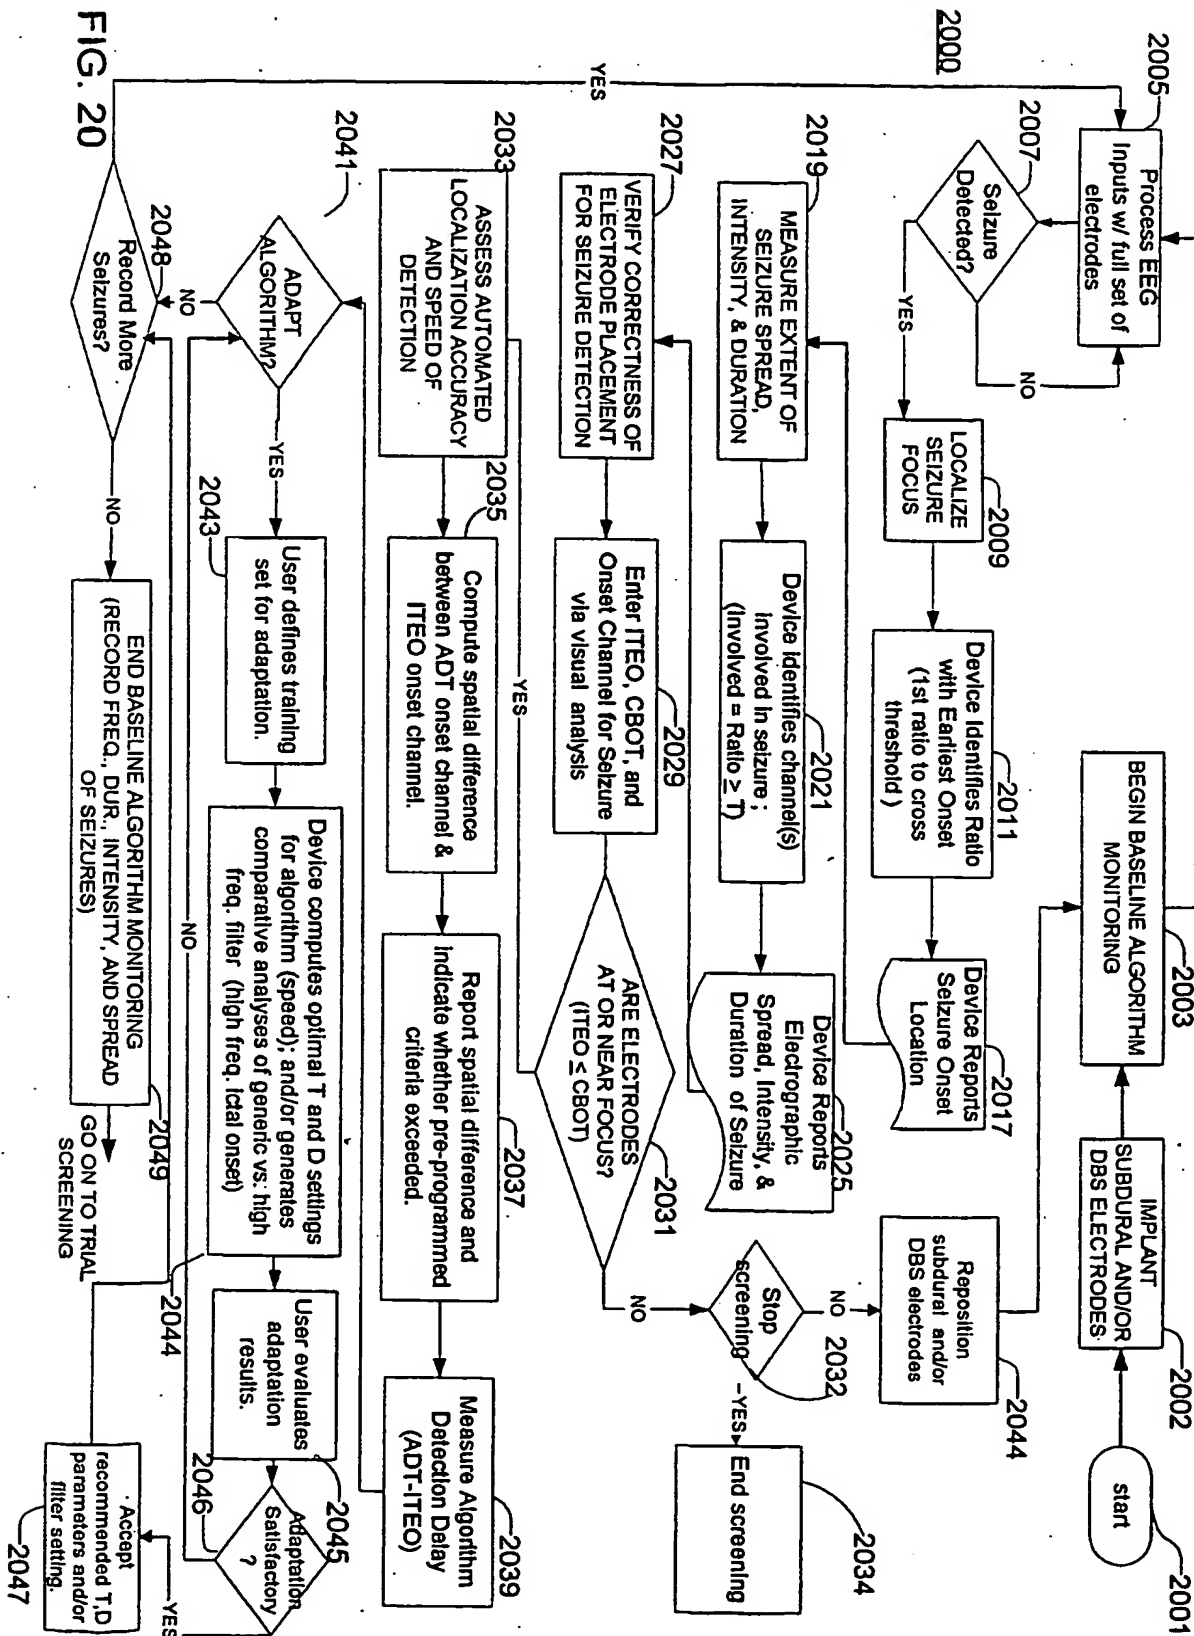 2000
start
2001
IMPLANT
SUBDURAL AND/OR
DBS ELECTRODES
2002
BEGIN BASELINE ALGORITHM
MONITORING
2003
2005
Process EEG
Inputs w/ full set of
electrodes
2007
Seizure
Detected?
NO
YES
LOCALIZE
SEIZURE
FOCUS
2009
Device Identifies Ratio
with Earliest Onset
(1st ratio to cross
threshold )
2011
Device Reports
Seizure Onset
Location
2017
2019
MEASURE EXTENT OF
SEIZURE SPREAD,
INTENSITY, & DURATION
Device Identifies channel(s)
Involved in seizure ;
(Involved = Ratio ≥ T)
2021
Device Reports
Electrographic
Spread, Intensity, &
Duration of Seizure
2025
2027
VERIFY CORRECTNESS OF
ELECTRODE PLACEMENT
FOR SEIZURE DETECTION
Enter ITEO, CBOT, and
Onset Channel for Seizure
via visual analysis
2029
ARE ELECTRODES
AT OR NEAR FOCUS?
(ITEO ≤ CBOT)
2031
YES
NO
Stop
screening
2032
NO
YES
Reposition
subdural and/or
DBS electrodes
2044
End screening
2034
2033
ASSESS AUTOMATED
LOCALIZATION ACCURACY
AND SPEED OF
DETECTION
2035
Compute spatial difference
between ADT onset channel &
ITEO onset channel.
Report spatial difference and
indicate whether pre-programmed
criteria exceeded.
2037
Measure Algorithm
Detection Delay
(ADT-ITEO)
2039
2041
ADAPT
ALGORITHM?
NO
YES
User defines training
set for adaptation.
2043
Device computes optimal T and D settings
for algorithm (speed); and/or generates
comparative analyses of generic vs. high
freq. filter (high freq. ictal onset)
2044
User evaluates
adaptation
results.
2045
Adaptation
Satisfactory
?
2046
NO
YES
Accept
recommended T,D
parameters and/or
filter setting.
2047
2048
Record More
Seizures?
YES
NO
END BASELINE ALGORITHM MONITORING
(RECORD FREQ., DUR., INTENSITY, AND SPREAD
OF SEIZURES)
2049
GO ON TO TRIAL
SCREENING
FIG. 20